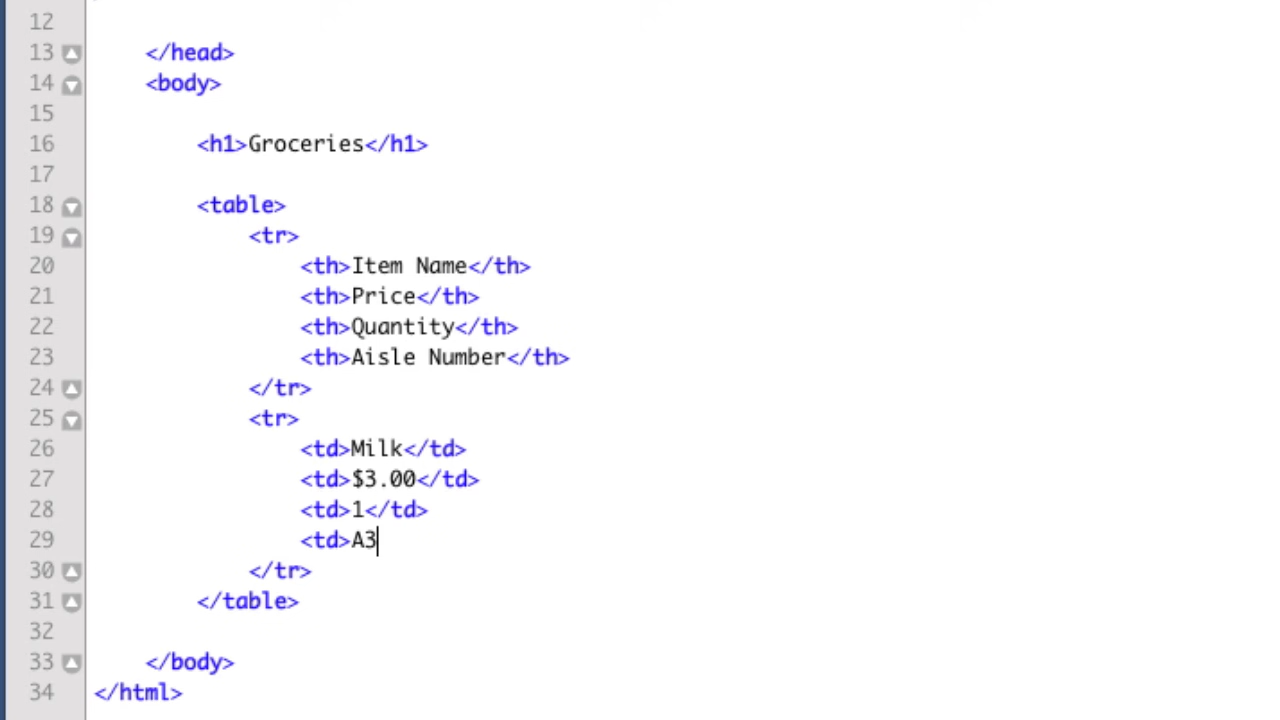 12
13 </head>
14 <body>
15
16 <h1>Groceries</h1>
17
18 <table>
19 <tr>
20 <th>Item Name</th>
21 <th>Price</th>
22 <th>Quantity</th>
23 <th>Aisle Number</th>
24 </tr>
25 <tr>
26 <td>Milk</td>
27 <td>$3.00</td>
28 <td>1</td>
29 <td>A3
30 </tr>
31 </table>
32
33 </body>
34 </html>